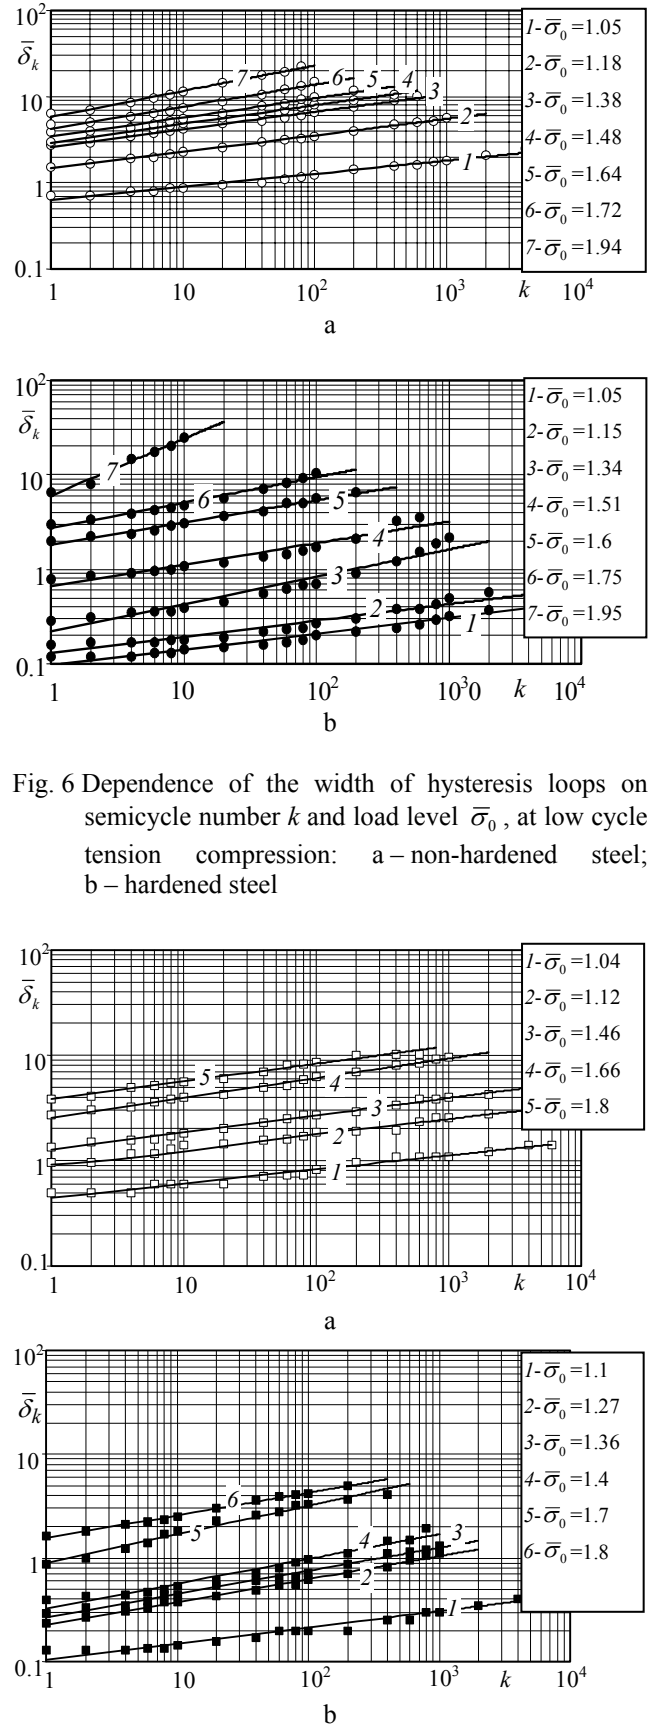 10²
δ̄ₖ
10
1
0.1
1 10 10² 10³ k 10⁴
7 6 5 4 3 2 1
1-σ̄₀=1.05
2-σ̄₀=1.18
3-σ̄₀=1.38
4-σ̄₀=1.48
5-σ̄₀=1.64
6-σ̄₀=1.72
7-σ̄₀=1.94
a
10²
δ̄ₖ
10
1
0.1
1 10 10² 10³0 k 10⁴
7 6 5 4 3 2 1
1-σ̄₀=1.05
2-σ̄₀=1.15
3-σ̄₀=1.34
4-σ̄₀=1.51
5-σ̄₀=1.6
6-σ̄₀=1.75
7-σ̄₀=1.95
b
Fig. 6 Dependence of the width of hysteresis loops on
semicycle number k and load level σ̄₀ , at low cycle
tension compression: a – non-hardened steel;
b – hardened steel
10²
δ̄ₖ
10
1
0.1
1 10 10² 10³ k 10⁴
5 4 3 2 1
1-σ̄₀=1.04
2-σ̄₀=1.12
3-σ̄₀=1.46
4-σ̄₀=1.66
5-σ̄₀=1.8
a
10²
δ̄k
10
1
0.1
1 10 10² 10³ k 10⁴
6 5 4 3 2 1
1-σ̄₀=1.1
2-σ̄₀=1.27
3-σ̄₀=1.36
4-σ̄₀=1.4
5-σ̄₀=1.7
6-σ̄₀=1.8
b